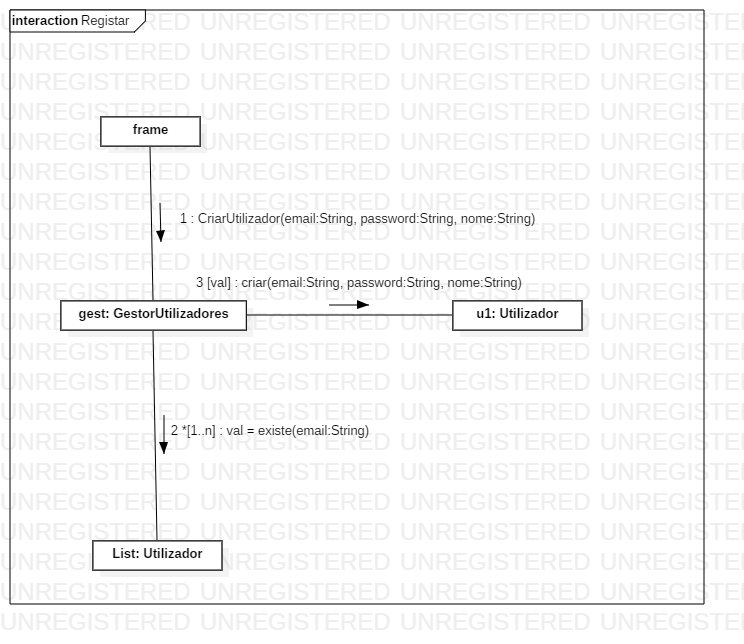 interaction Registar
frame
1 : CriarUtilizador(email:String, password:String, nome:String)
3 [val] : criar(email:String, password:String, nome:String)
gest: GestorUtilizadores
u1: Utilizador
2 *[1..n] : val = existe(email:String)
List: Utilizador
UNREGISTERED